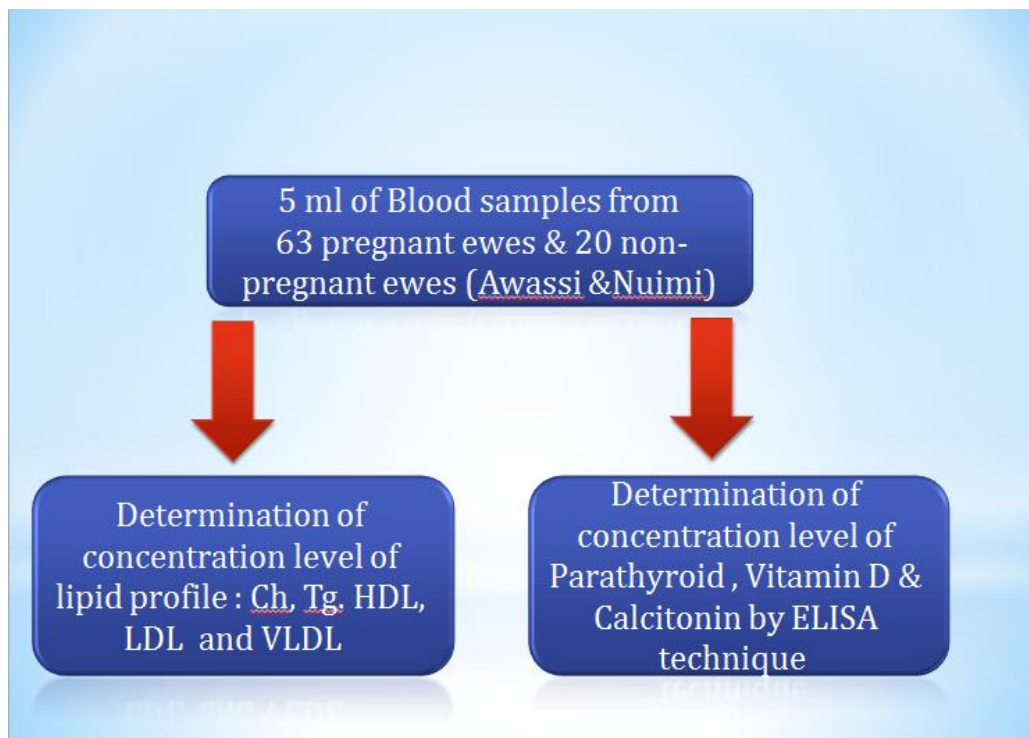 5 ml of Blood samples from
63 pregnant ewes & 20 non-
pregnant ewes (Awassi &Nuimi)
Determination of
concentration level of
lipid profile : Ch, Tg, HDL,
LDL and VLDL
Determination of
concentration level of
Parathyroid , Vitamin D &
Calcitonin by ELISA
technique